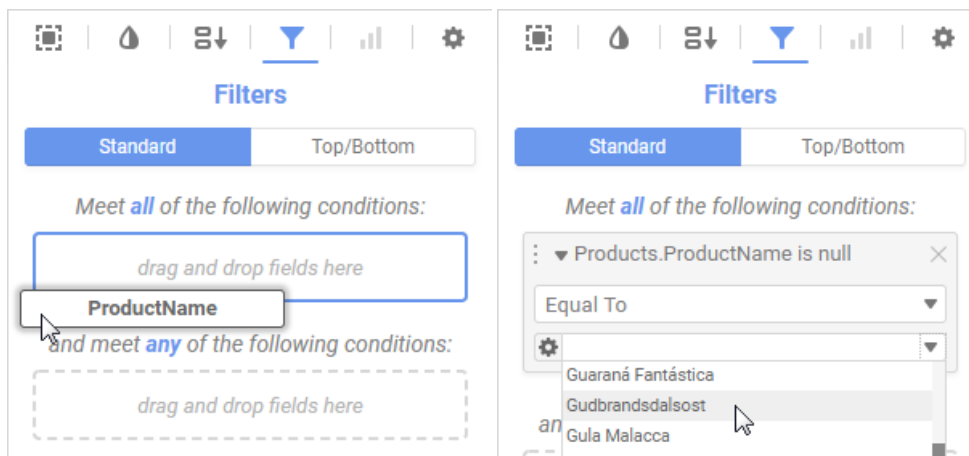 Filters
Standard
Top/Bottom
Meet all of the following conditions:
drag and drop fields here
ProductName
and meet any of the following conditions:
drag and drop fields here
Filters
Standard
Top/Bottom
Meet all of the following conditions:
Products.ProductName is null
Equal To
Guaraná Fantástica
Gudbrandsdalsost
an
Gula Malacca